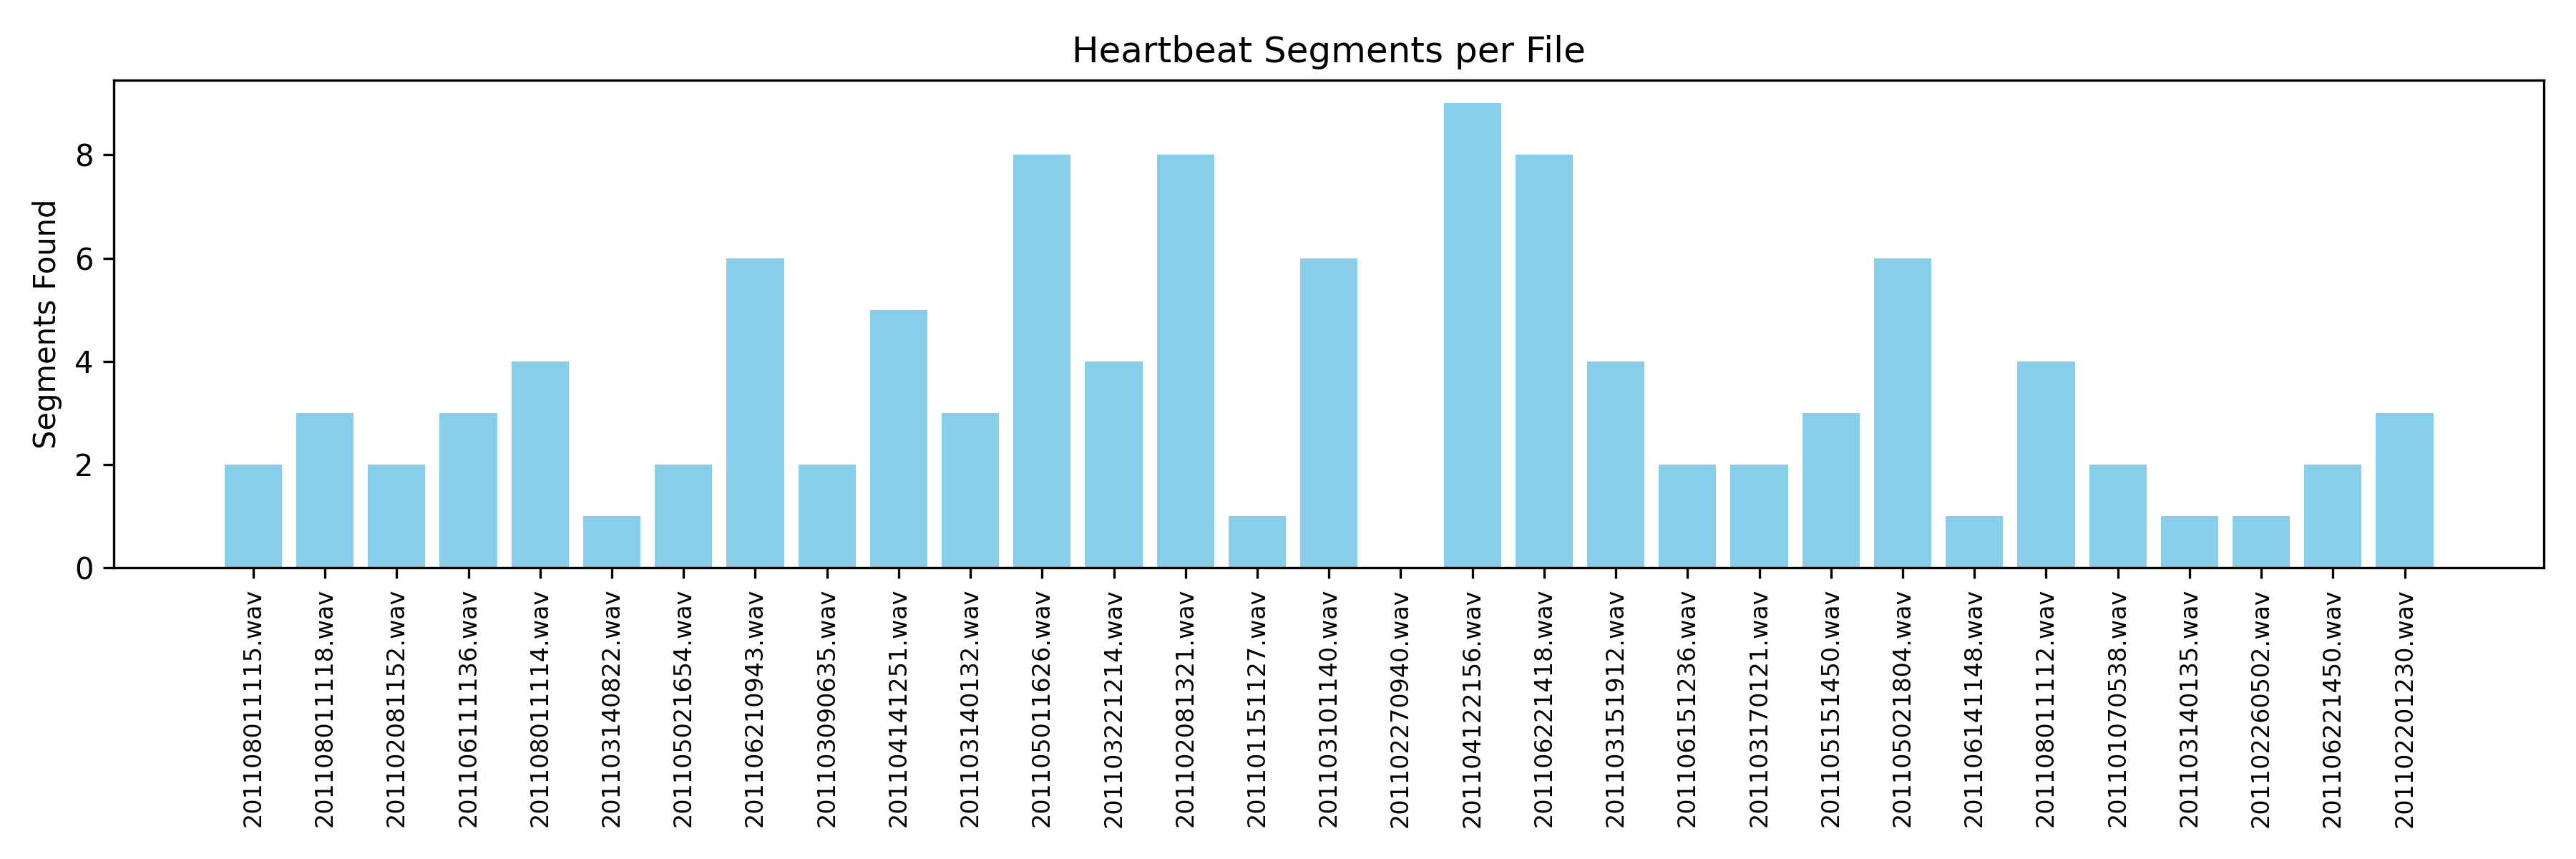 Heartbeat Segments per File
Segments Found
8
6
4
2
0
201108011115.wav
201108011118.wav
201102081152.wav
201106111136.wav
201108011114.wav
201103140822.wav
201105021654.wav
201106210943.wav
201103090635.wav
201104141251.wav
201103140132.wav
201105011626.wav
201103221214.wav
201102081321.wav
201101151127.wav
201103101140.wav
201102270940.wav
201104122156.wav
201106221418.wav
201103151912.wav
201106151236.wav
201103170121.wav
201105151450.wav
201105021804.wav
201106141148.wav
201108011112.wav
201101070538.wav
201103140135.wav
201102260502.wav
201106221450.wav
201102201230.wav